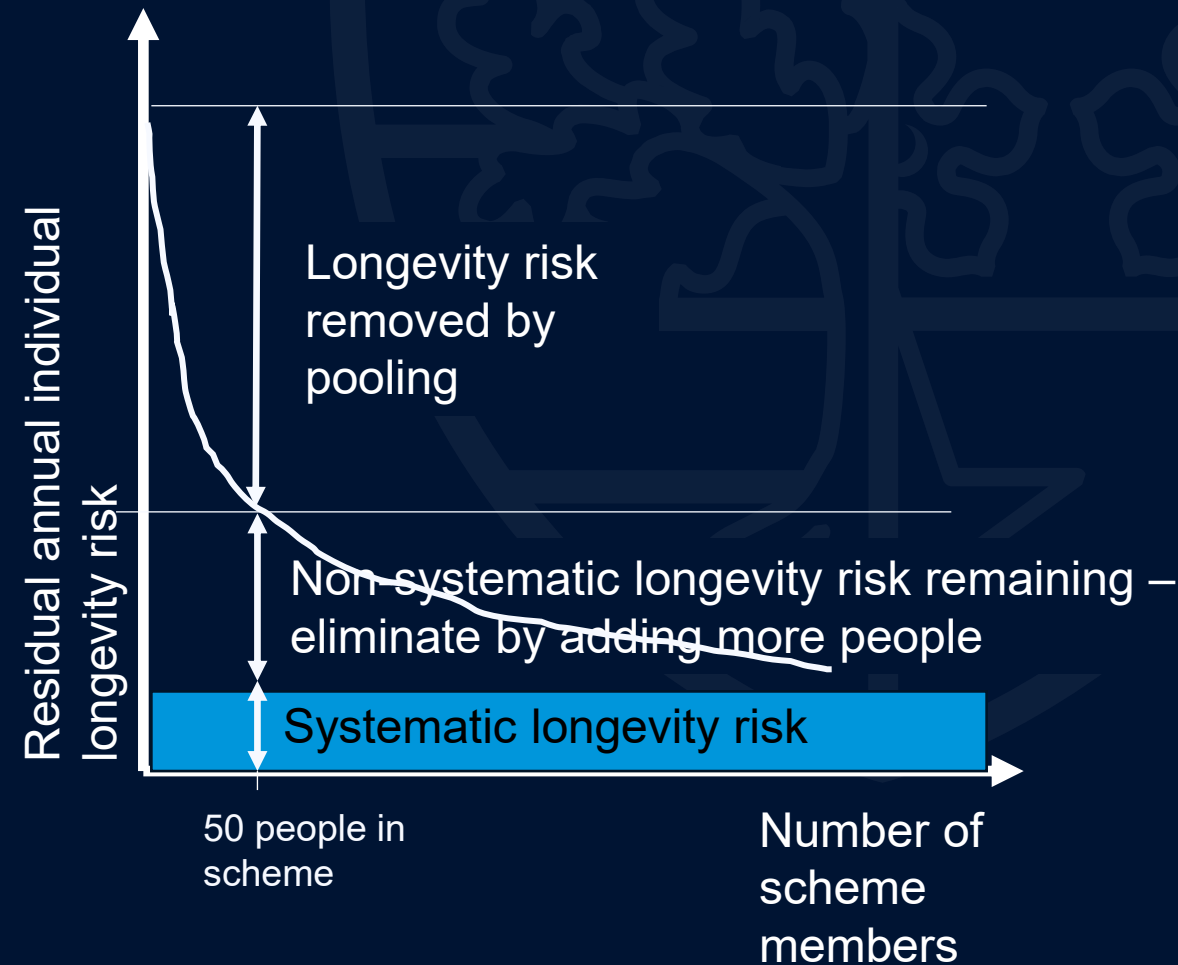 Residual annual individual
longevity risk
Longevity risk
removed by
pooling
Non-systematic longevity risk remaining –
eliminate by adding more people
Systematic longevity risk
50 people in
scheme
Number of
scheme
members